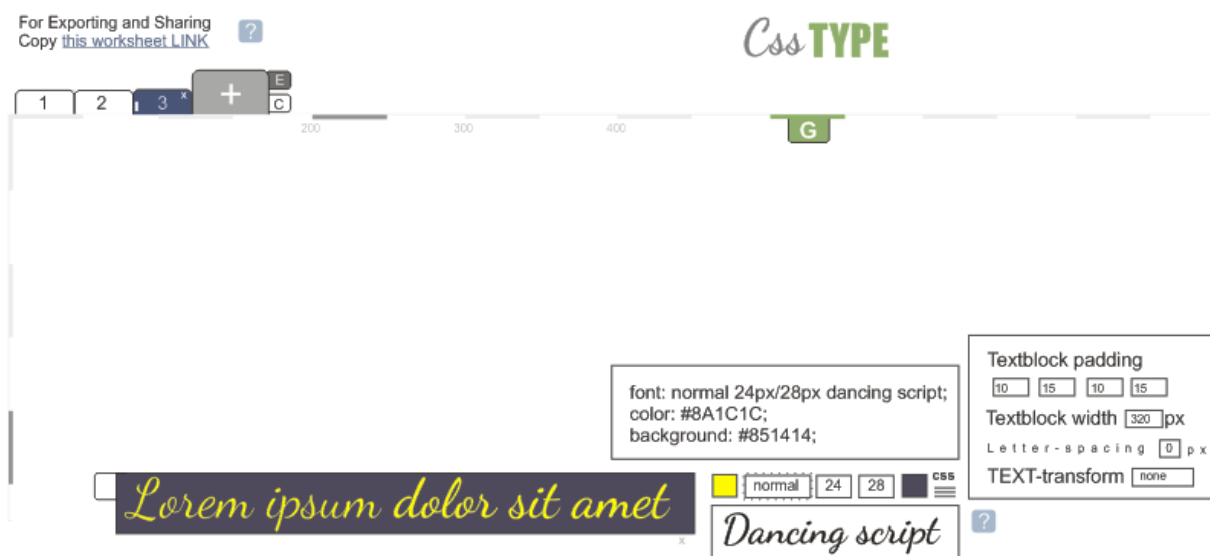 For Exporting and Sharing
Copy this worksheet LINK
?
Css TYPE
1 2 3 x + E
C
200 300 400 G
Textblock padding
10 15 10 15
Textblock width 320 px
Letter-spacing 0 px
TEXT-transform none
font: normal 24px/28px dancing script;
color: #8A1C1C;
background: #851414;
Lorem ipsum dolor sit amet
x
normal 24 28 css
Dancing script
?